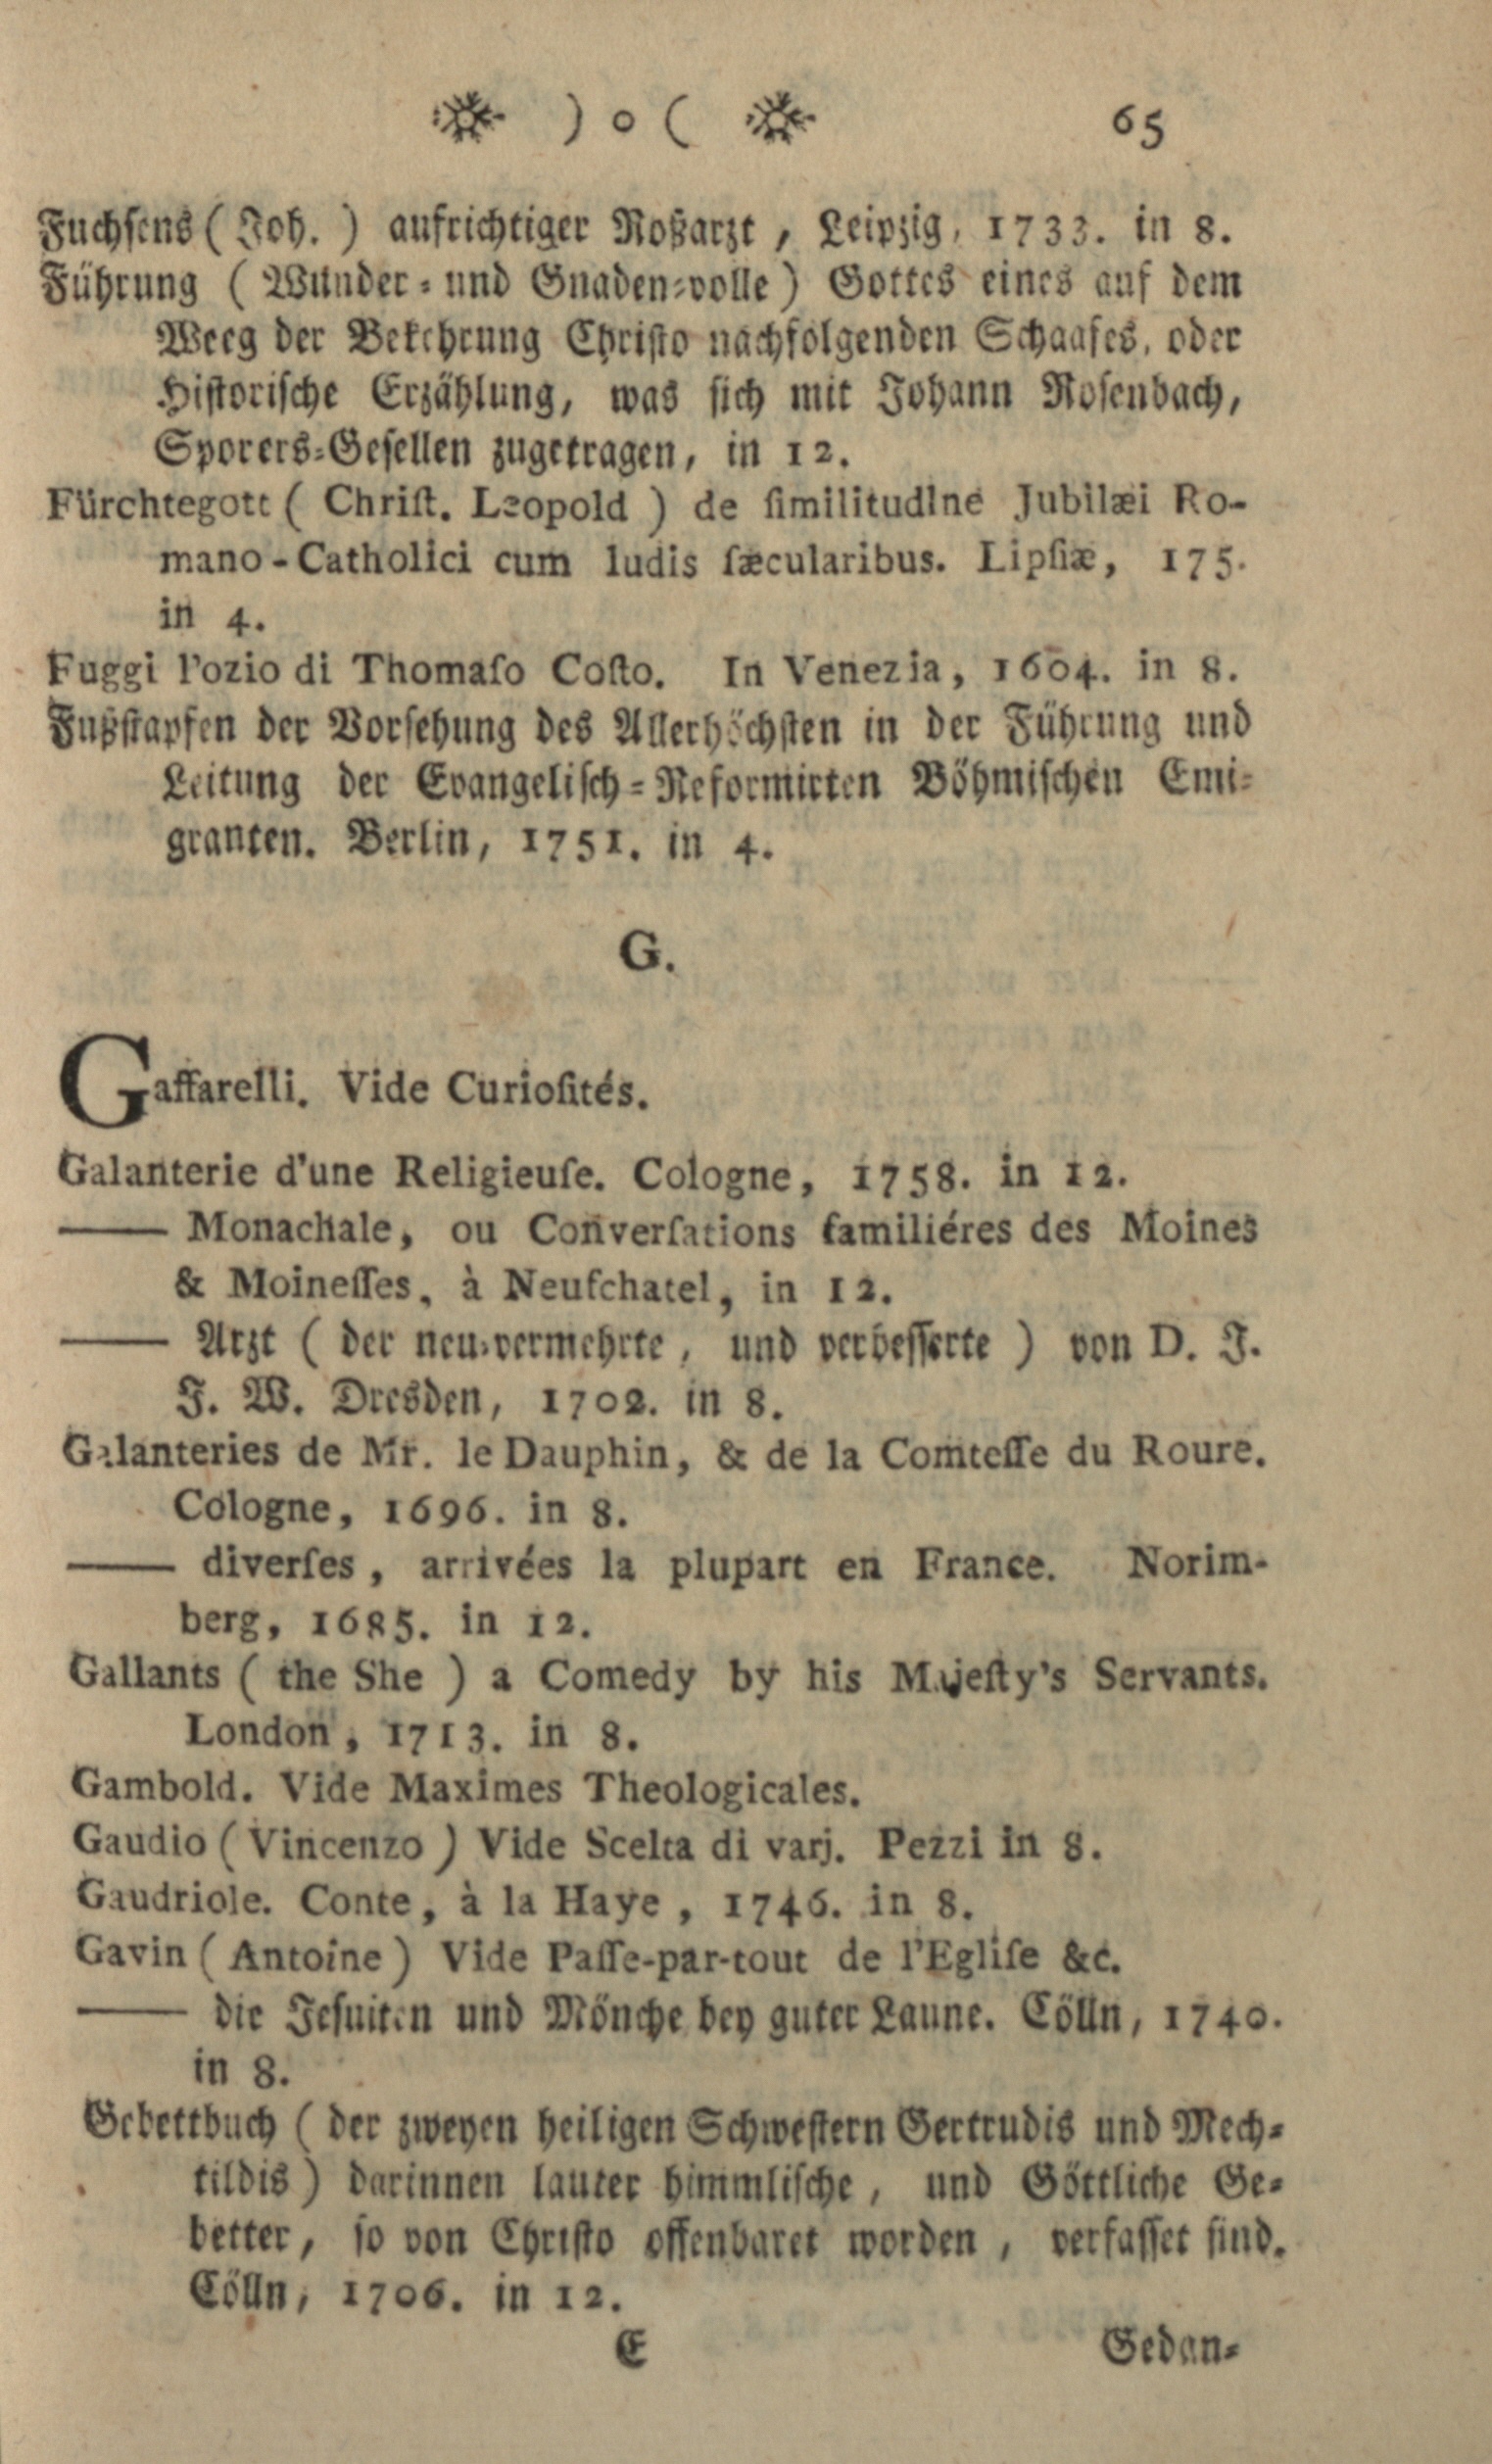 ) o ( 65
Fuchsens ( Joh. ) aufrichtiger Roßarzt, Leipzig, 1733. in 8.
Führung ( Wunder- und Gnaden-volle ) Gottes eines auf dem
Weeg der Bekehrung Christo nachfolgenden Schaafes, oder
Historische Erzählung, was sich mit Johann Rosenbach,
Sporers-Gesellen zugetragen, in 12.
Fürchtegott ( Christ. Leopold ) de ſimilitudine Jubilæi Ro-
mano-Catholici cum ludis ſæcularibus. Lipſiæ, 175.
in 4.
Fuggi l'ozio di Thomaſo Coſto. In Venezia, 1604. in 8.
Fußstapfen der Vorsehung des Allerhöchsten in der Führung und
Leitung der Evangelisch-Reformirten Böhmischen Emi-
granten. Berlin, 1751. in 4.
G.
Gaffarelli. Vide Curioſités.
Galanterie d'une Religieuſe. Cologne, 1758. in 12.
—— Monachale, ou Converſations familiéres des Moines
& Moineſſes, à Neufchatel, in 12.
—— Arzt ( der neu-vermehrte, und verbesserte ) von D. J.
J. W. Dresden, 1702. in 8.
Galanteries de Mr. le Dauphin, & de la Comteſſe du Roure.
Cologne, 1696. in 8.
—— diverſes, arrivées la plupart en France. Norim-
berg, 1685. in 12.
Gallants ( the She ) a Comedy by his Majeſty's Servants.
London, 1713. in 8.
Gambold. Vide Maximes Theologicales.
Gaudio ( Vincenzo ) Vide Scelta di varj. Pezzi in 8.
Gaudriole. Conte, à la Haye, 1746. in 8.
Gavin ( Antoine ) Vide Paſſe-par-tout de l'Egliſe &c.
—— die Jesuiten und Mönche bey guter Laune. Cölln, 1740.
in 8.
Gebettbuch ( der zweyen heiligen Schwestern Gertrudis und Mech-
tildis ) darinnen lauter himmlische, und Göttliche Ge-
better, so von Christo offenbaret worden, verfasset sind.
Cölln, 1706. in 12.
E Gedan-